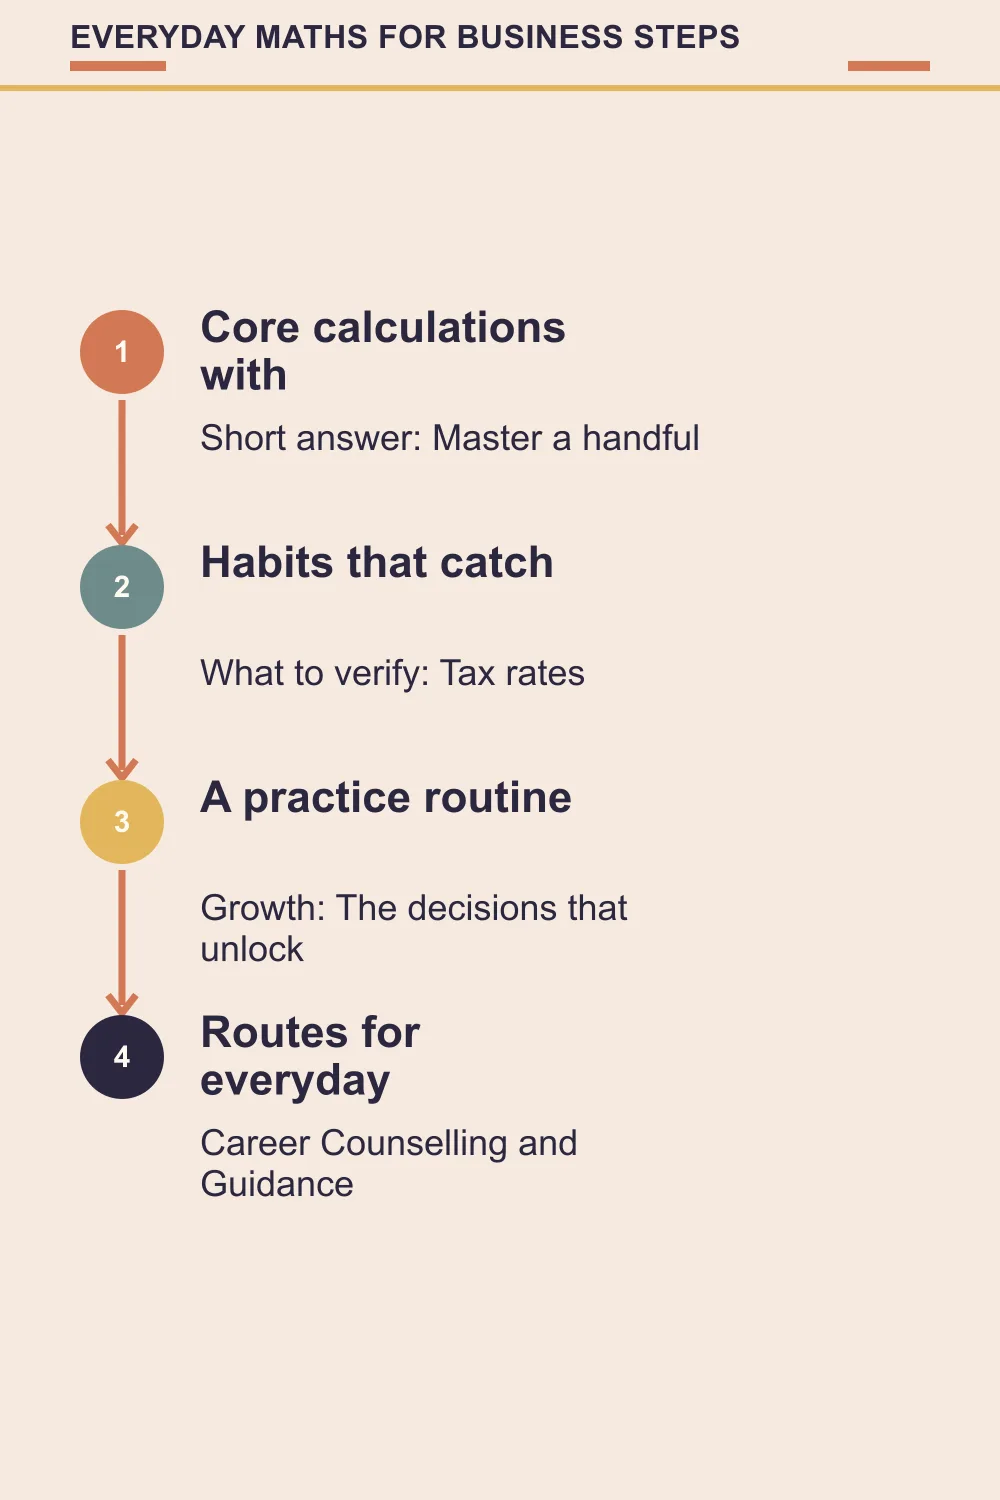 EVERYDAY MATHS FOR BUSINESS STEPS
1
Core calculations
with
Short answer: Master a handful
2
Habits that catch
What to verify: Tax rates
3
A practice routine
Growth: The decisions that
unlock
4
Routes for
everyday
Career Counselling and
Guidance